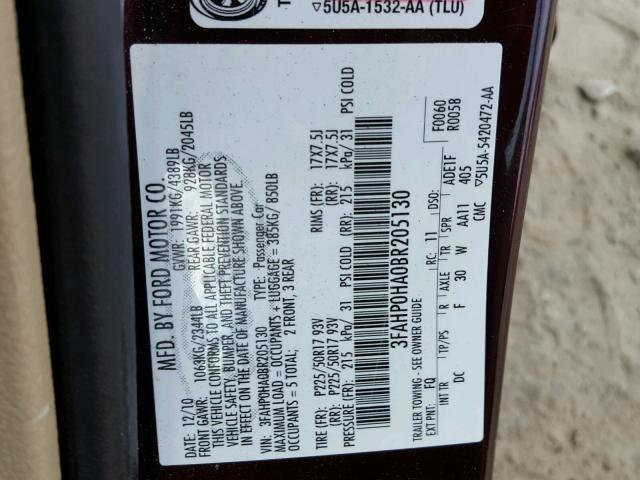 5U5A-1532-AA (TLU)
MFD. BY FORD MOTOR CO.
DATE: 12/10 GVWR: 1991KG/4389LB
FRONT GAWR: 1063KG/2344LB REAR GAWR: 928KG/2045LB
THIS VEHICLE CONFORMS TO ALL APPLICABLE FEDERAL MOTOR
VEHICLE SAFETY, BUMPER, AND THEFT PREVENTION STANDARDS
IN EFFECT ON THE DATE OF MANUFACTURE SHOWN ABOVE.
VIN: 3FAHP0HA0BR205130 TYPE: Passenger Car
MAXIMUM LOAD = OCCUPANTS + LUGGAGE = 385KG/ 850LB
OCCUPANTS = 5 TOTAL; 2 FRONT, 3 REAR
TIRE (FR): P225/50R17 93V RIMS (FR): 17X7.5J
(RR): P225/50R17 93V (RR): 17X7.5J
PRESSURE (FR): 215 kPa/ 31 PSI COLD (RR): 215 kPa/ 31 PSI COLD
3FAHP0HA0BR205130
F0060
R0058
TRAILER TOWING - SEE OWNER GUIDE
EXT PNT: FQ RC: 11 DSO:
INT TR TP/PS R AXLE TR SPR ADE1F
DC F 30 W AA11 405
CMC 5U5A-5420472-AA